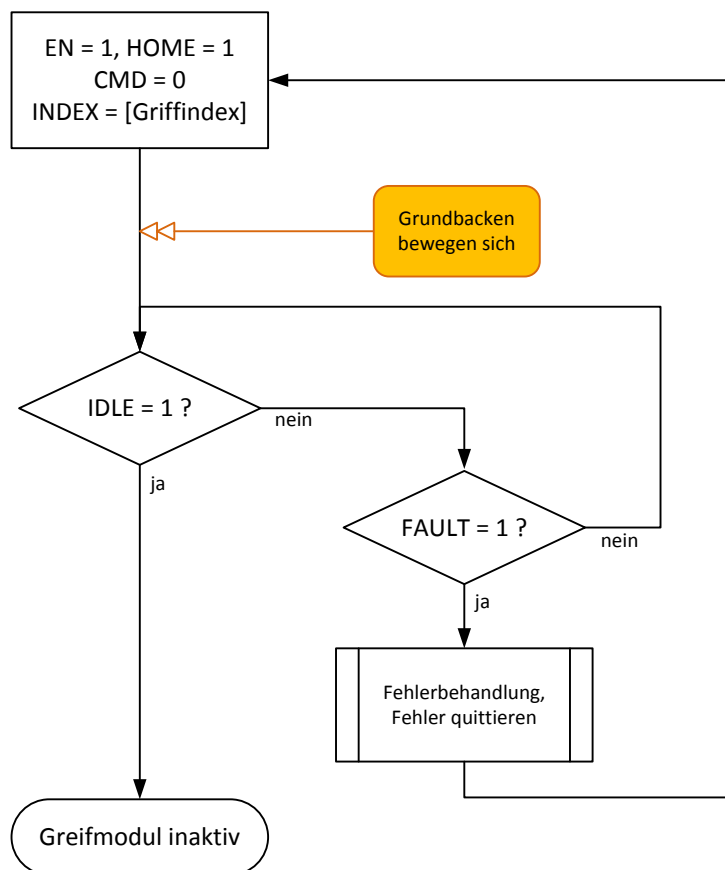 EN = 1, HOME = 1
CMD = 0
INDEX = [Griffindex]
Grundbacken
bewegen sich
IDLE = 1 ?
nein
ja
FAULT = 1 ?
nein
ja
Fehlerbehandlung,
Fehler quittieren
Greifmodul inaktiv